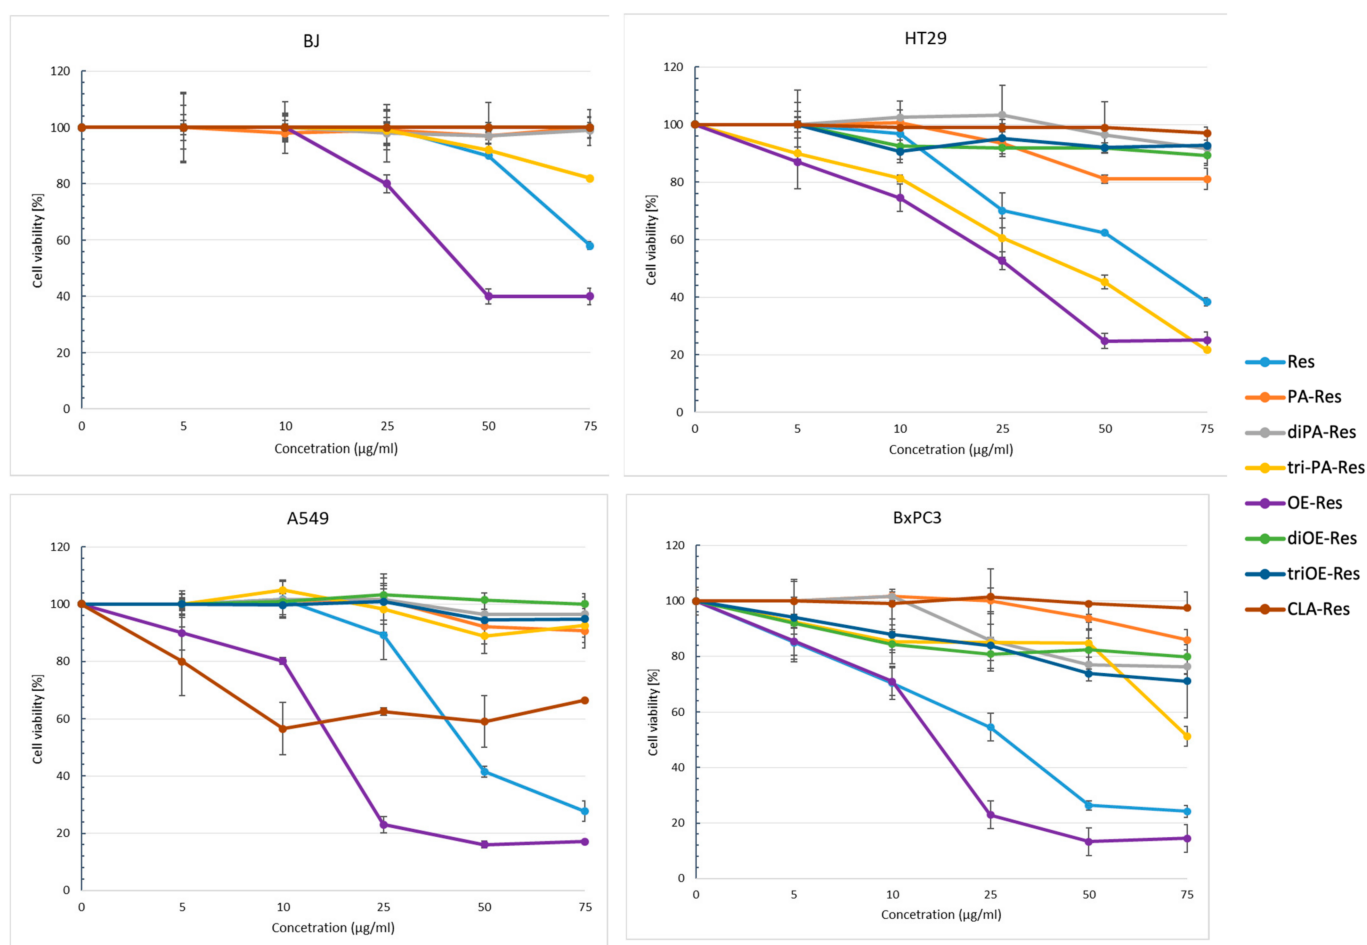 BJ
Cell viability [%]
120
100
80
60
40
20
0
0 5 10 25 50 75
Concetration (µg/ml)
HT29
Cell viability [%]
120
100
80
60
40
20
0
0 5 10 25 50 75
Concetration (µg/ml)
A549
Cell viability [%]
120
100
80
60
40
20
0
0 5 10 25 50 75
Concetration (µg/ml)
BxPC3
Cell viability [%]
120
100
80
60
40
20
0
0 5 10 25 50 75
Concetration (µg/ml)
Res
PA-Res
diPA-Res
tri-PA-Res
OE-Res
diOE-Res
triOE-Res
CLA-Res